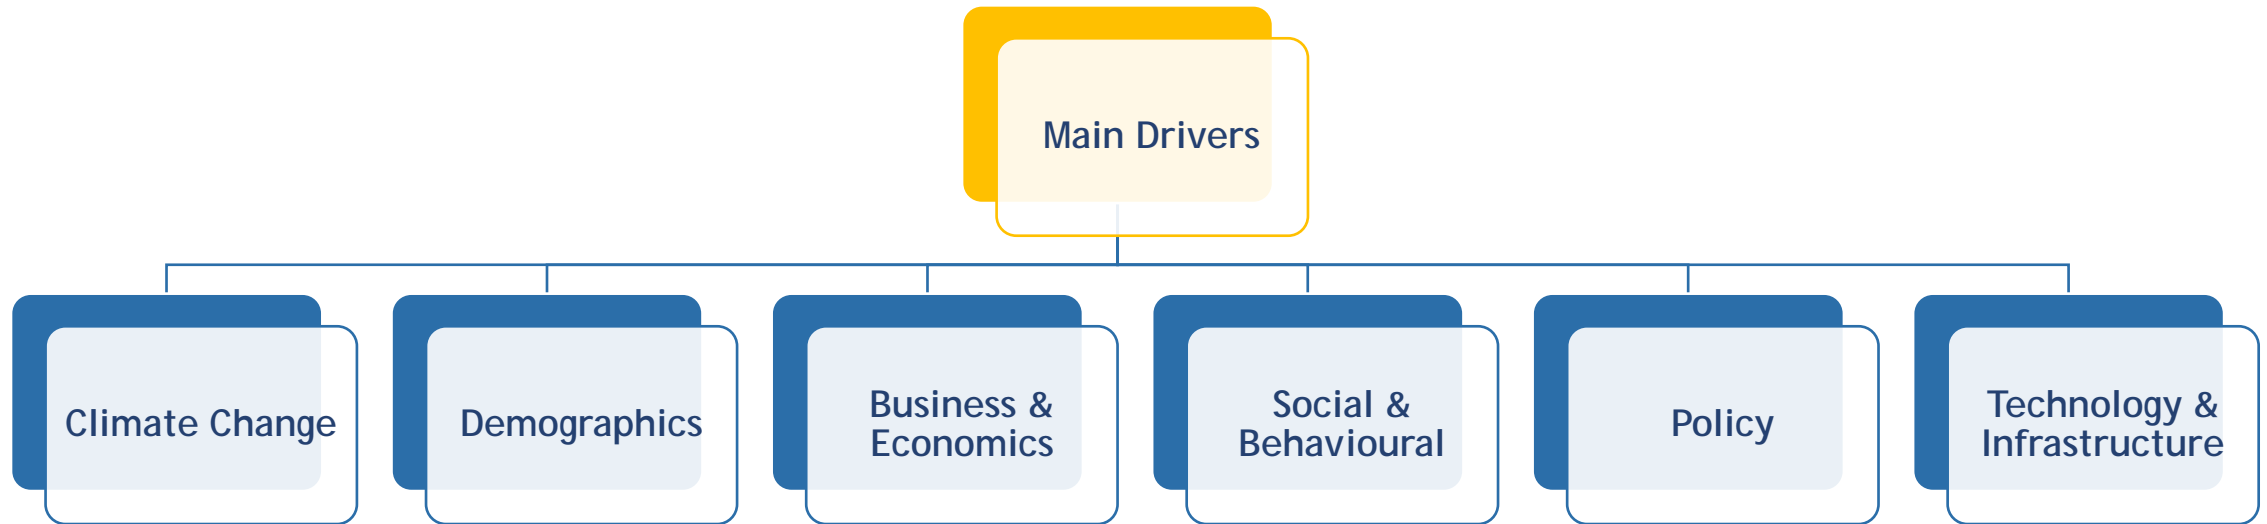 Main Drivers
Climate Change
Demographics
Business &
Economics
Social &
Behavioural
Policy
Technology &
Infrastructure